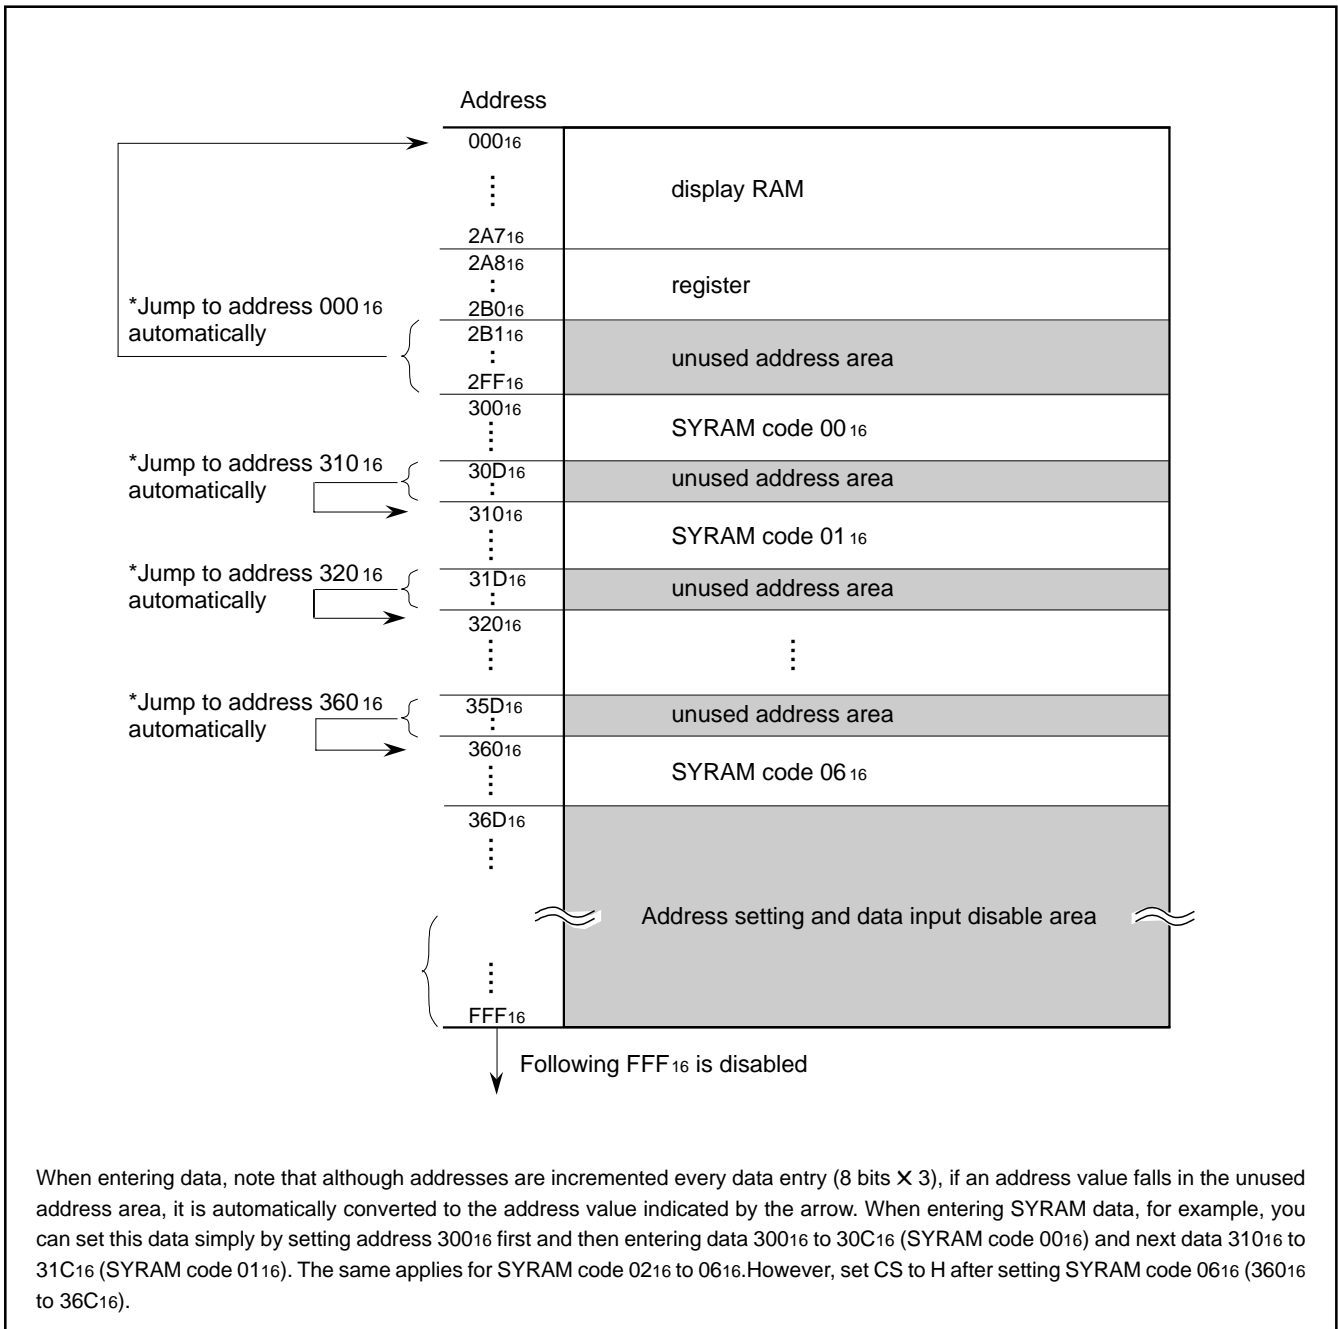 Address
000₁₆
display RAM
2A7₁₆
2A8₁₆
register
2B0₁₆
*Jump to address 000 ₁₆
automatically
2B1₁₆
unused address area
2FF₁₆
300₁₆
SYRAM code 00 ₁₆
*Jump to address 310 ₁₆
automatically
30D₁₆
unused address area
310₁₆
SYRAM code 01 ₁₆
*Jump to address 320 ₁₆
automatically
31D₁₆
unused address area
320₁₆
*Jump to address 360 ₁₆
automatically
35D₁₆
unused address area
360₁₆
SYRAM code 06 ₁₆
36D₁₆
Address setting and data input disable area
FFF₁₆
Following FFF ₁₆ is disabled
When entering data, note that although addresses are incremented every data entry (8 bits ✕ 3), if an address value falls in the unused
address area, it is automatically converted to the address value indicated by the arrow. When entering SYRAM data, for example, you
can set this data simply by setting address 300₁₆ first and then entering data 300₁₆ to 30C₁₆ (SYRAM code 00₁₆) and next data 310₁₆ to
31C₁₆ (SYRAM code 01₁₆). The same applies for SYRAM code 02₁₆ to 06₁₆.However, set CS to H after setting SYRAM code 06₁₆ (360₁₆
to 36C₁₆).